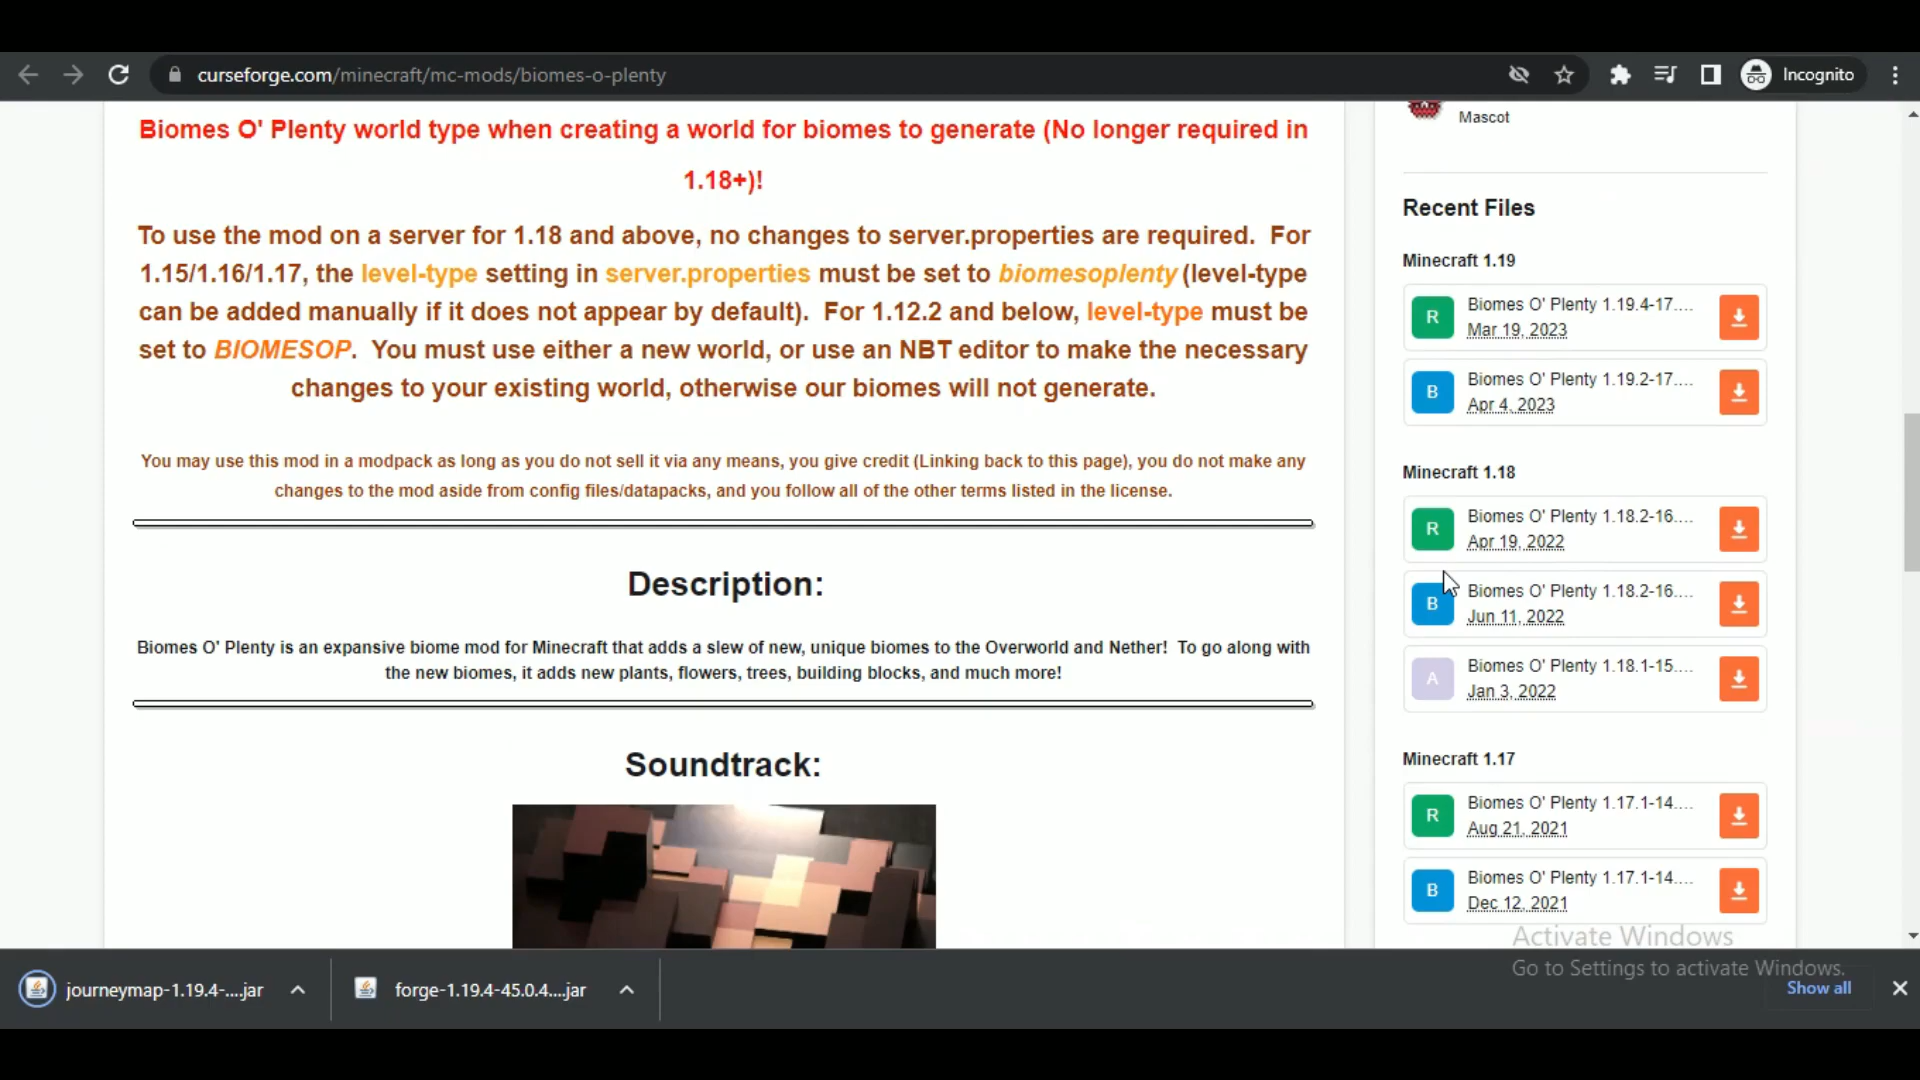 curseforge.com/minecraft/mc-mods/biomes-o-plenty
Incognito
Biomes O' Plenty world type when creating a world for biomes to generate (No longer required in
1.18+)!
To use the mod on a server for 1.18 and above, no changes to server.properties are required. For
1.15/1.16/1.17, the level-type setting in server.properties must be set to biomesoplenty (level-type
can be added manually if it does not appear by default). For 1.12.2 and below, level-type must be
set to BIOMESOP. You must use either a new world, or use an NBT editor to make the necessary
changes to your existing world, otherwise our biomes will not generate.
You may use this mod in a modpack as long as you do not sell it via any means, you give credit (Linking back to this page), you do not make any
changes to the mod aside from config files/datapacks, and you follow all of the other terms listed in the license.
Description:
Biomes O' Plenty is an expansive biome mod for Minecraft that adds a slew of new, unique biomes to the Overworld and Nether! To go along with
the new biomes, it adds new plants, flowers, trees, building blocks, and much more!
Soundtrack:
Mascot
Recent Files
Minecraft 1.19
R
Biomes O' Plenty 1.19.4-17....
Mar 19, 2023
B
Biomes O' Plenty 1.19.2-17....
Apr 4, 2023
Minecraft 1.18
R
Biomes O' Plenty 1.18.2-16....
Apr 19, 2022
B
Biomes O' Plenty 1.18.2-16....
Jun 11, 2022
A
Biomes O' Plenty 1.18.1-15....
Jan 3, 2022
Minecraft 1.17
R
Biomes O' Plenty 1.17.1-14....
Aug 21, 2021
B
Biomes O' Plenty 1.17.1-14....
Dec 12, 2021
Activate Windows
Go to Settings to activate Windows.
journeymap-1.19.4-....jar
forge-1.19.4-45.0.4....jar
Show all